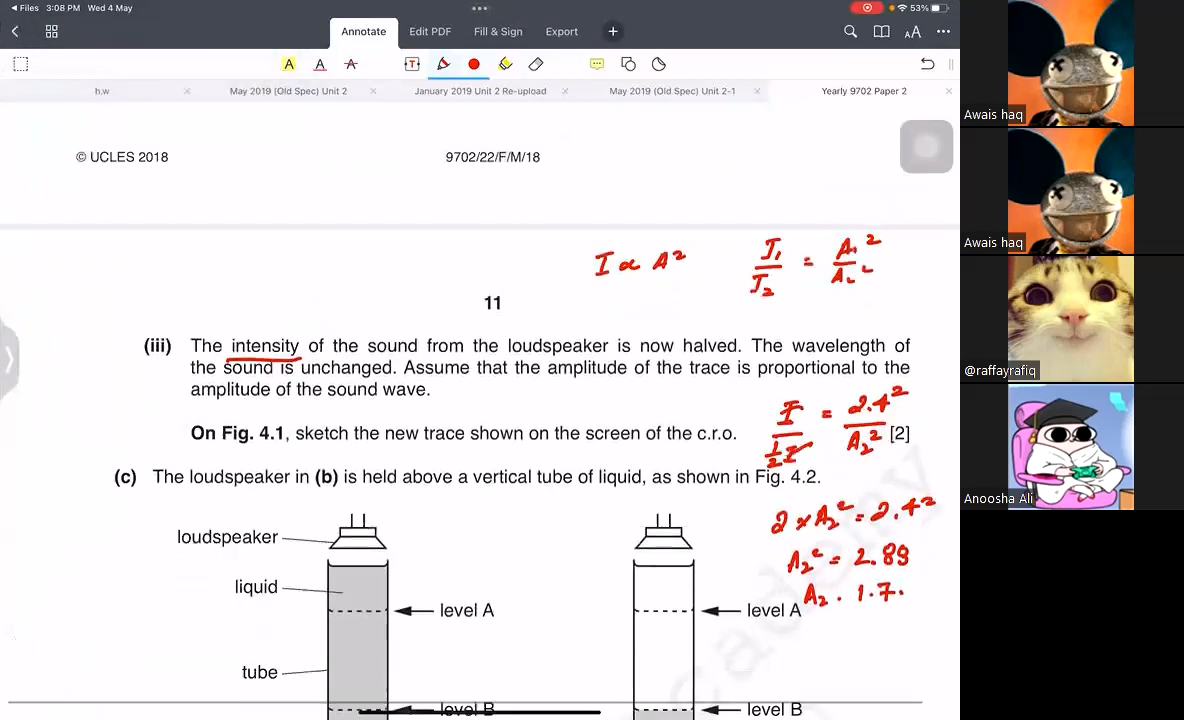 Files 3:08 PM Wed 4 May
53%
Annotate Edit PDF Fill & Sign Export +
A A A T AA
h.w May 2019 (Old Spec) Unit 2 January 2019 Unit 2 Re-upload May 2019 (Old Spec) Unit 2-1 Yearly 9702 Paper 2
© UCLES 2018 9702/22/F/M/18
I ∝ A² I₁/I₂ = A₁²/A₂²
11
(iii) The intensity of the sound from the loudspeaker is now halved. The wavelength of
the sound is unchanged. Assume that the amplitude of the trace is proportional to the
amplitude of the sound wave.
I / ½I = 2.4² / A₂²
On Fig. 4.1, sketch the new trace shown on the screen of the c.r.o. [2]
(c) The loudspeaker in (b) is held above a vertical tube of liquid, as shown in Fig. 4.2.
2 × A₂² = 2.4²
loudspeaker
A₂² = 2.89
liquid
A₂ . 1.7.
level A level A
tube
level B level B
cademy
Awais haq
Awais haq
@raffayrafiq
Anoosha Ali